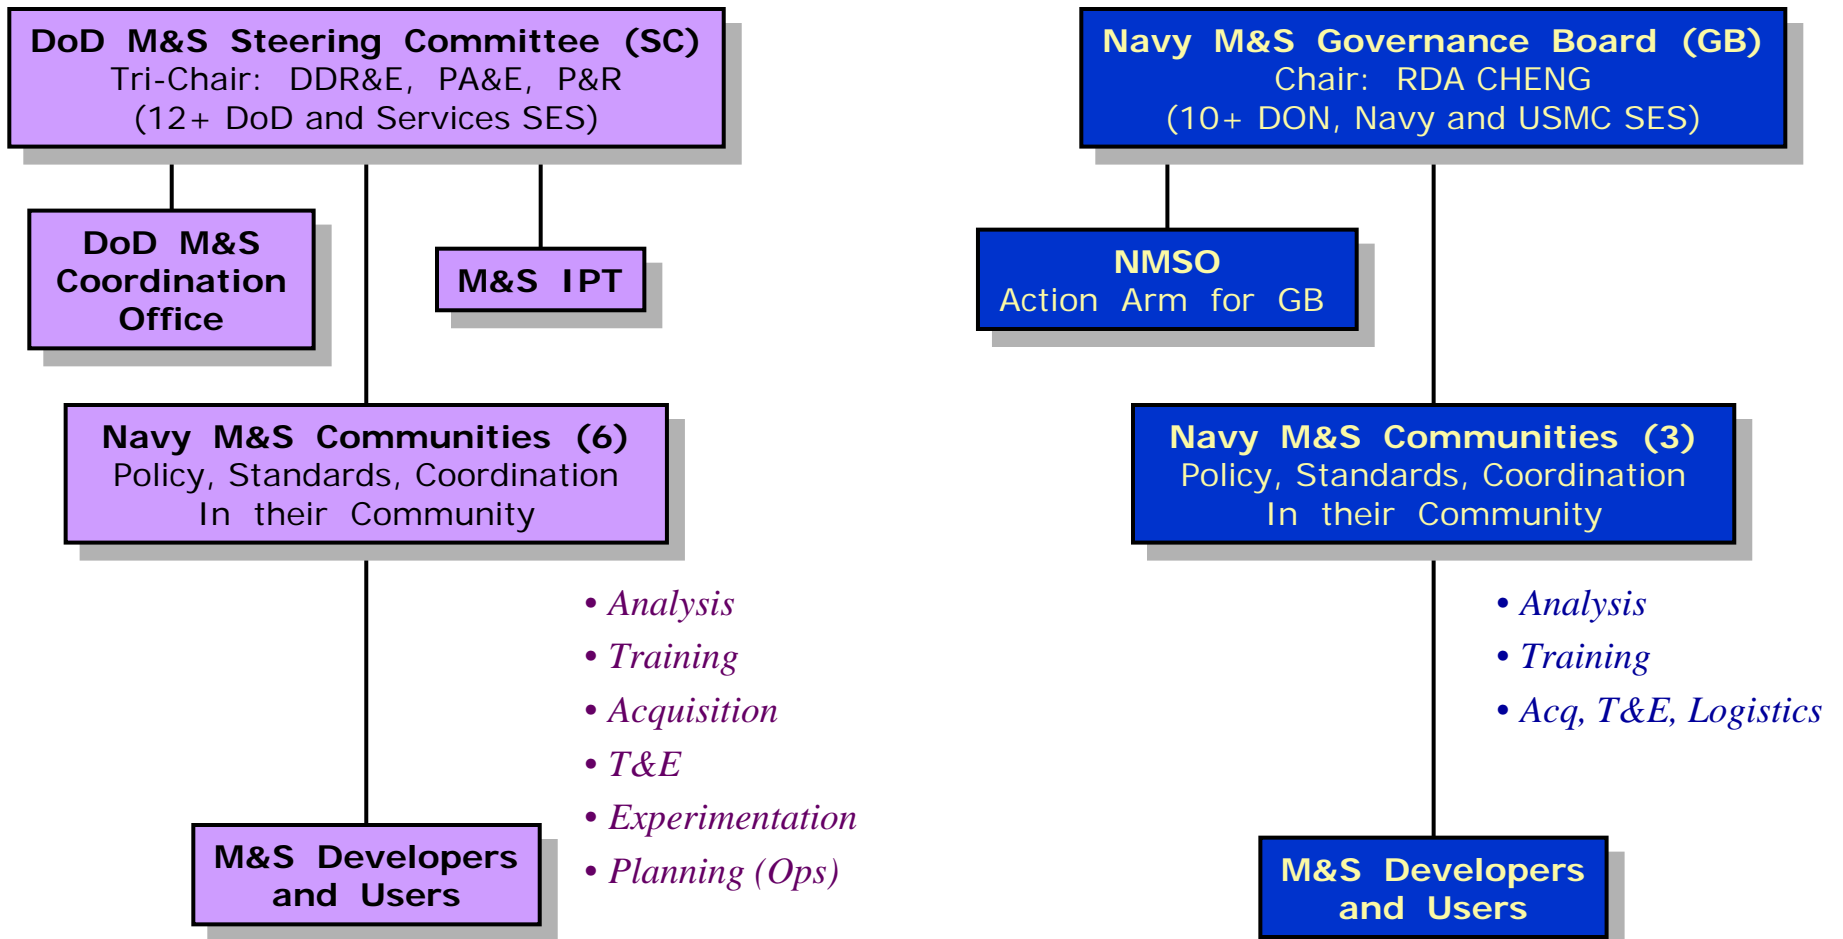 DoD M&S Steering Committee (SC)
Tri-Chair: DDR&E, PA&E, P&R
(12+ DoD and Services SES)
DoD M&S
Coordination
Office
M&S IPT
Navy M&S Communities (6)
Policy, Standards, Coordination
In their Community
• Analysis
• Training
• Acquisition
• T&E
• Experimentation
• Planning (Ops)
M&S Developers
and Users
Navy M&S Governance Board (GB)
Chair: RDA CHENG
(10+ DON, Navy and USMC SES)
NMSO
Action Arm for GB
Navy M&S Communities (3)
Policy, Standards, Coordination
In their Community
• Analysis
• Training
• Acq, T&E, Logistics
M&S Developers
and Users